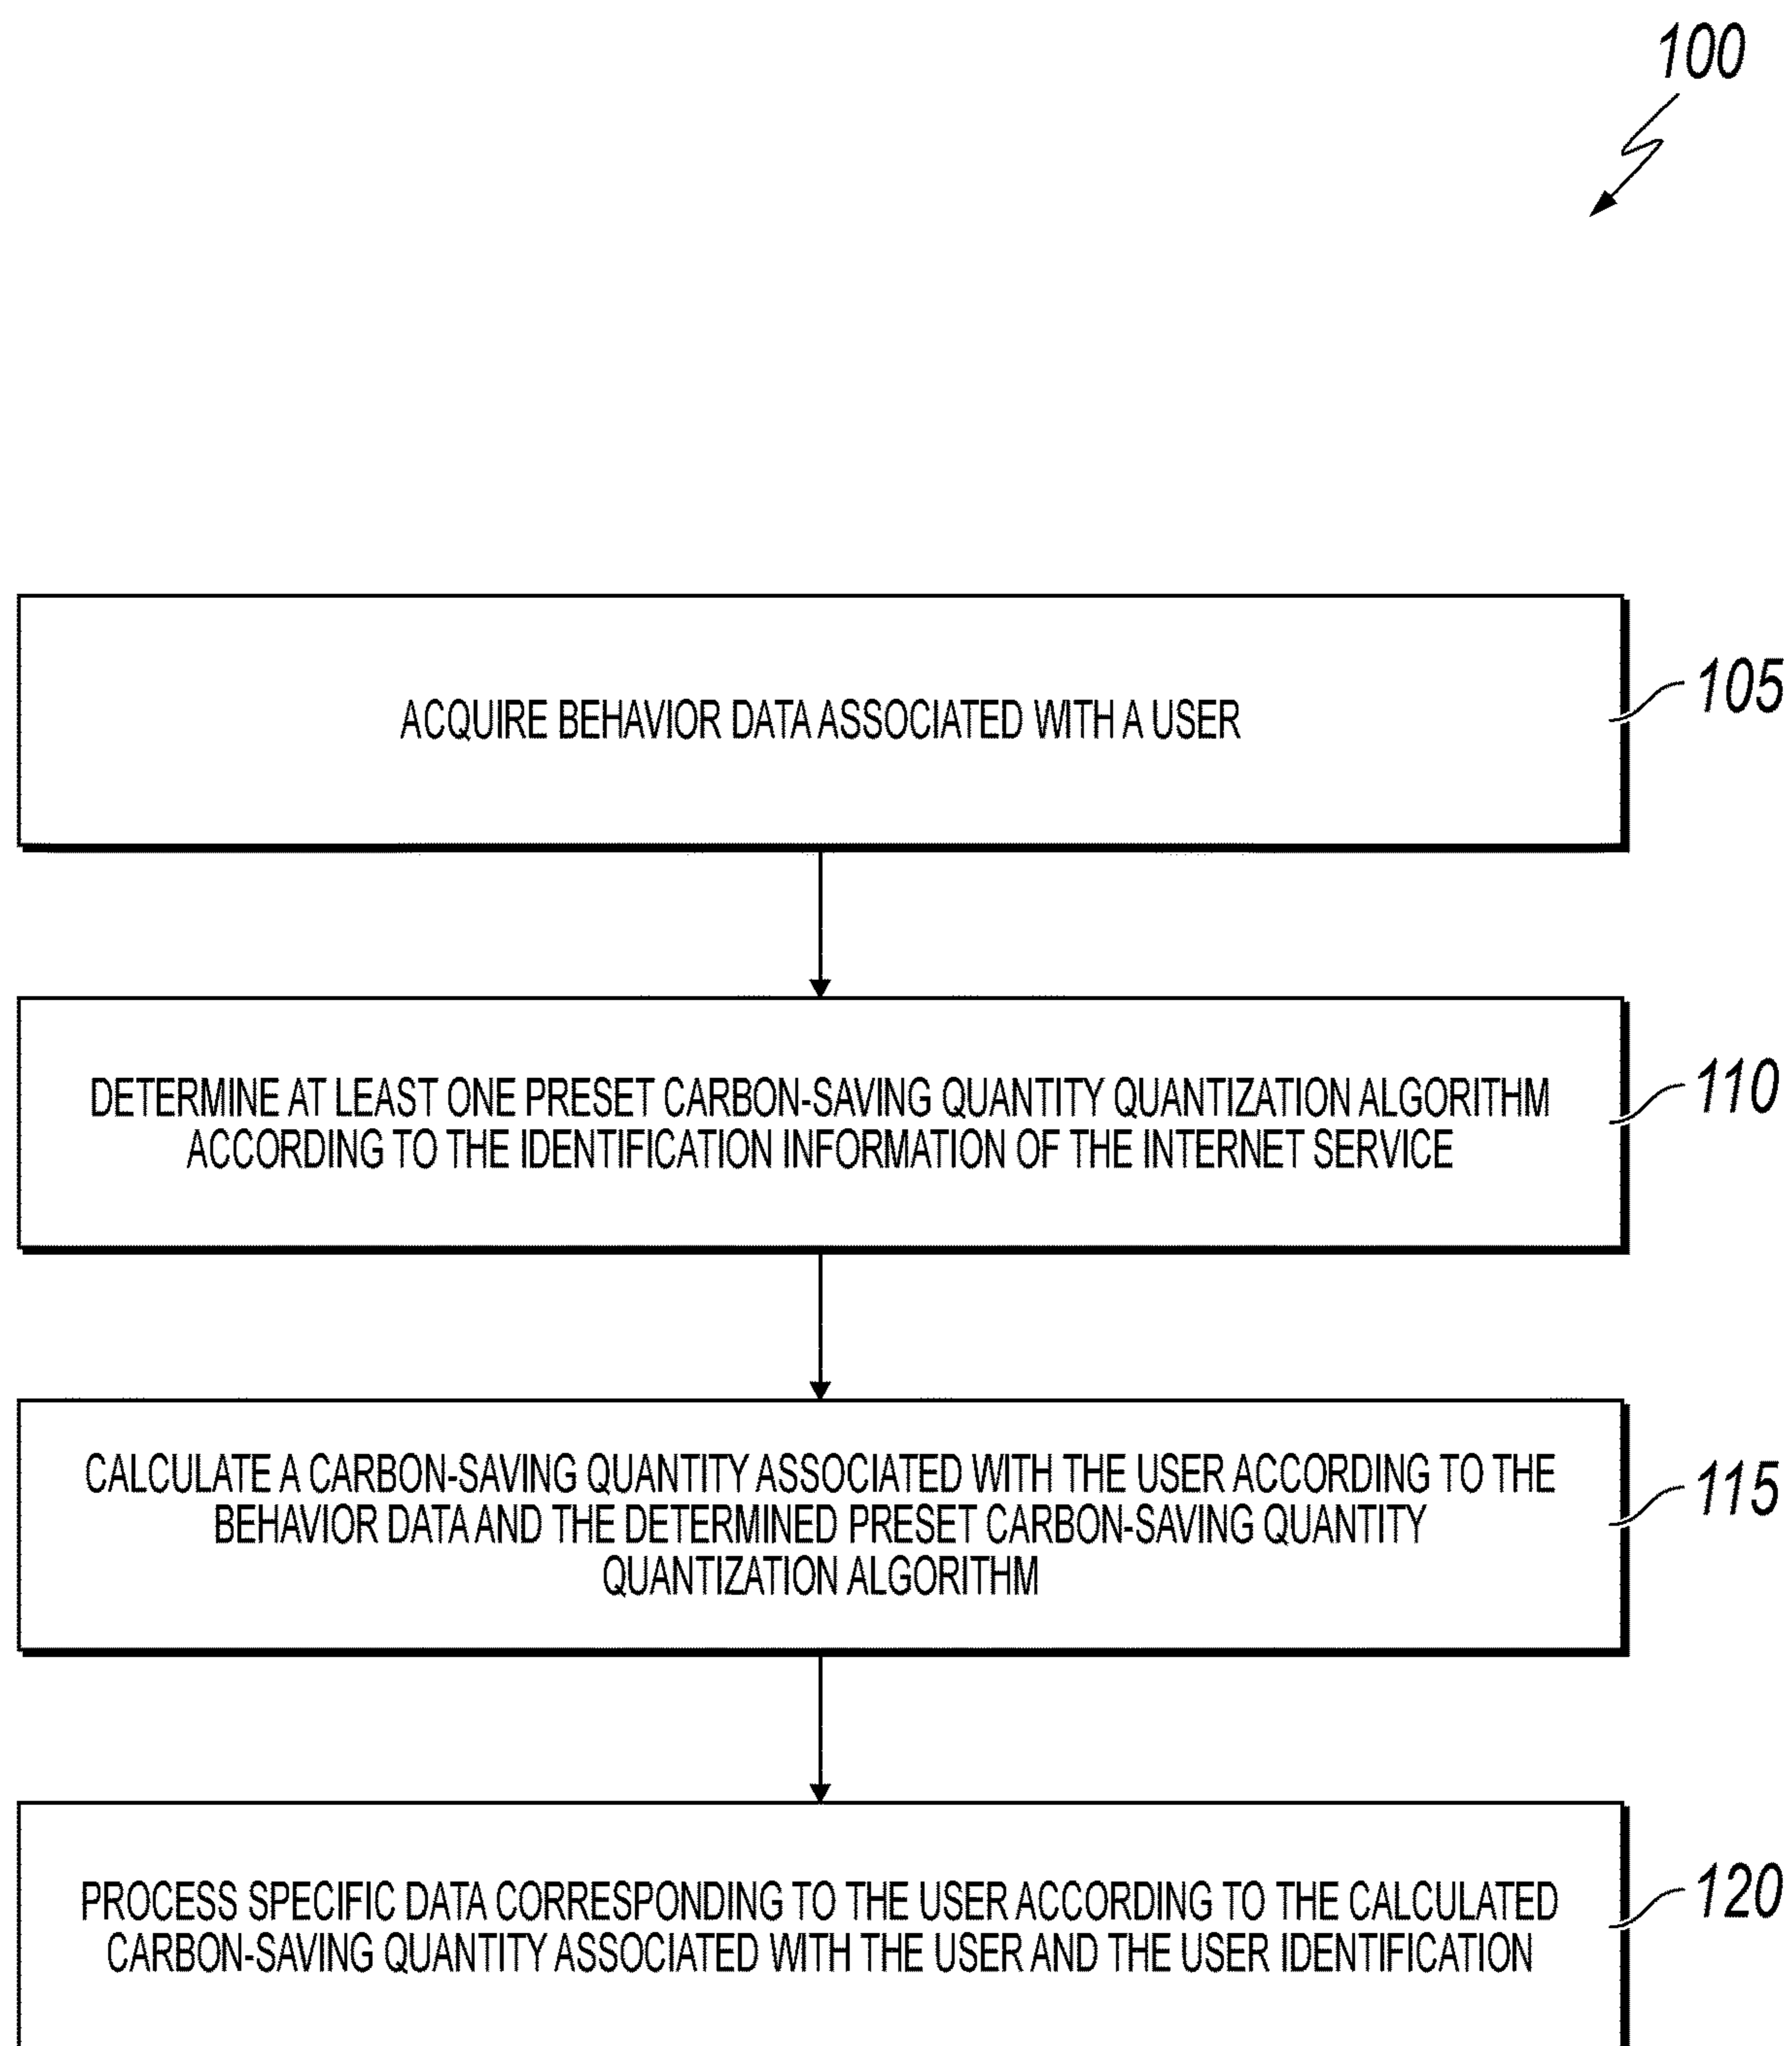 100
ACQUIRE BEHAVIOR DATA ASSOCIATED WITH A USER
105
DETERMINE AT LEAST ONE PRESET CARBON-SAVING QUANTITY QUANTIZATION ALGORITHM
ACCORDING TO THE IDENTIFICATION INFORMATION OF THE INTERNET SERVICE
110
CALCULATE A CARBON-SAVING QUANTITY ASSOCIATED WITH THE USER ACCORDING TO THE
BEHAVIOR DATA AND THE DETERMINED PRESET CARBON-SAVING QUANTITY
QUANTIZATION ALGORITHM
115
PROCESS SPECIFIC DATA CORRESPONDING TO THE USER ACCORDING TO THE CALCULATED
CARBON-SAVING QUANTITY ASSOCIATED WITH THE USER AND THE USER IDENTIFICATION
120